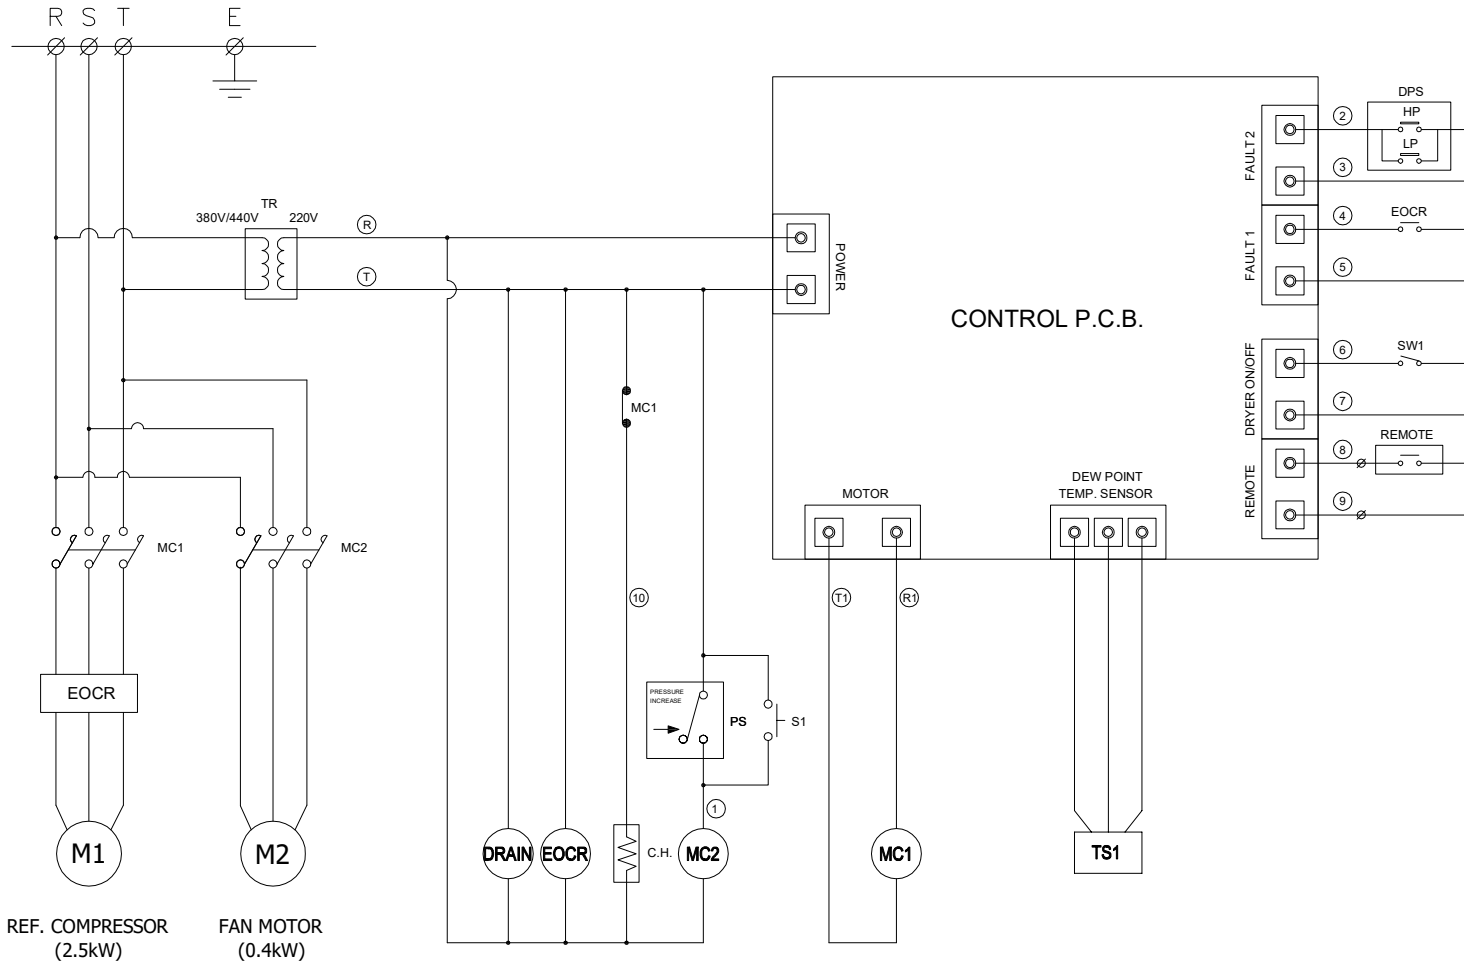 R S T E
DPS
2
HP
LP
FAULT 2
3
TR
380V/440V 220V
R
4
EOCR
FAULT 1
5
T
POWER
CONTROL P.C.B.
6
SW1
DRYER ON/OFF
7
MC1
8
REMOTE
REMOTE
9
MOTOR
DEW POINT
TEMP. SENSOR
MC1
MC2
10
T1
R1
EOCR
PRESSURE
INCREASE
PS
S1
1
M1
M2
DRAIN
EOCR
C.H.
MC2
MC1
TS1
REF. COMPRESSOR
(2.5kW)
FAN MOTOR
(0.4kW)